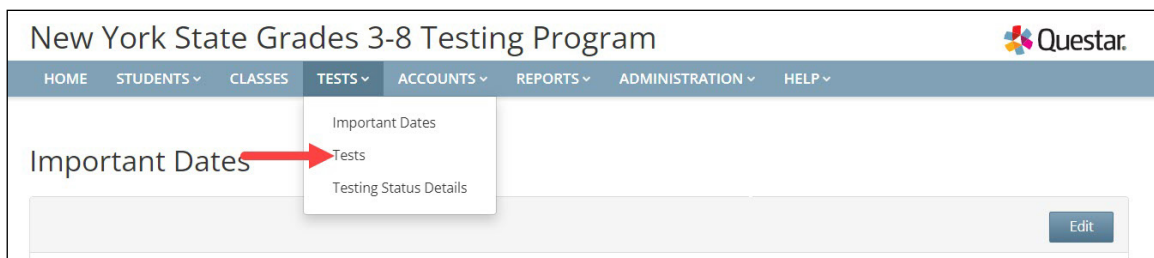 New York State Grades 3-8 Testing Program
Questar.
HOME STUDENTS CLASSES TESTS ACCOUNTS REPORTS ADMINISTRATION HELP
Important Dates
Tests
Testing Status Details
Important Dates
Edit